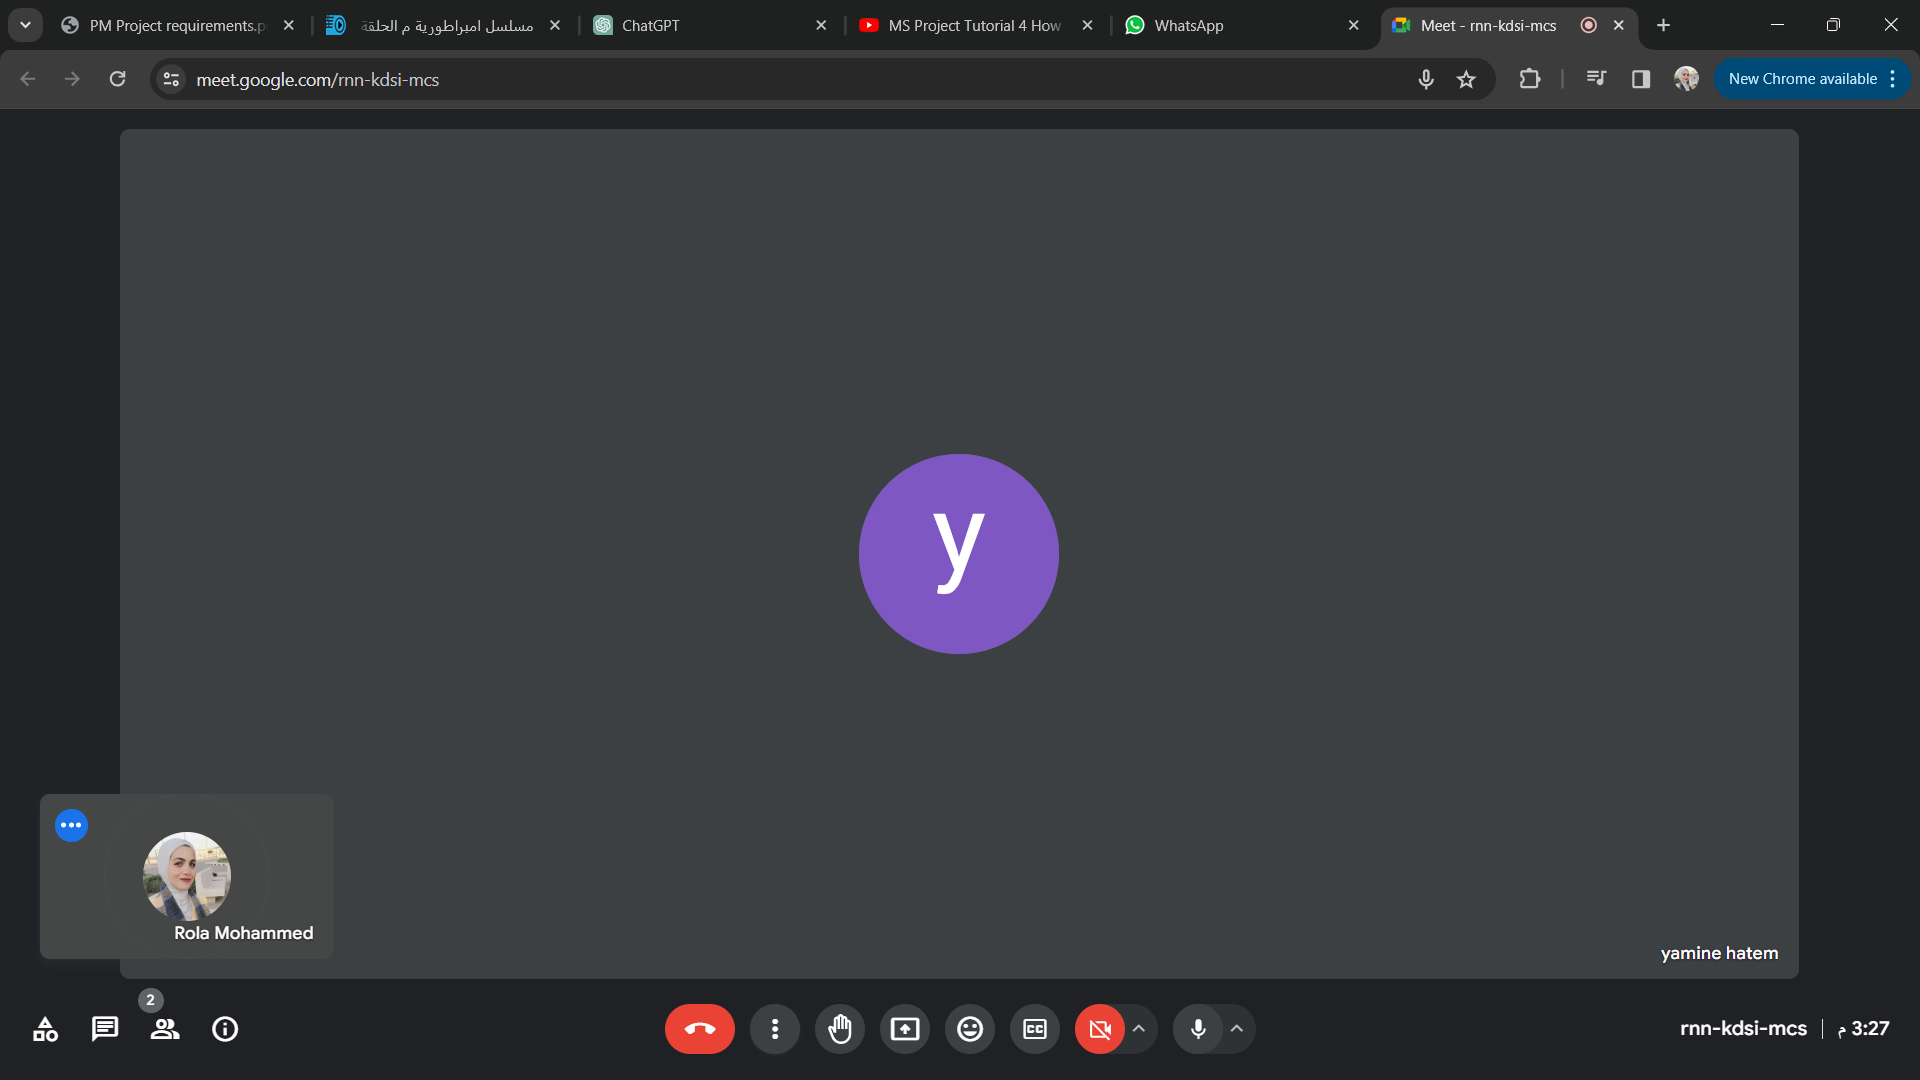 PM Project requirements.p
مسلسل امبراطورية م الحلقة
ChatGPT
MS Project Tutorial 4 How
WhatsApp
Meet - rnn-kdsi-mcs
meet.google.com/rnn-kdsi-mcs
New Chrome available
y
Rola Mohammed
yamine hatem
2
CC
rnn-kdsi-mcs
3:27 م